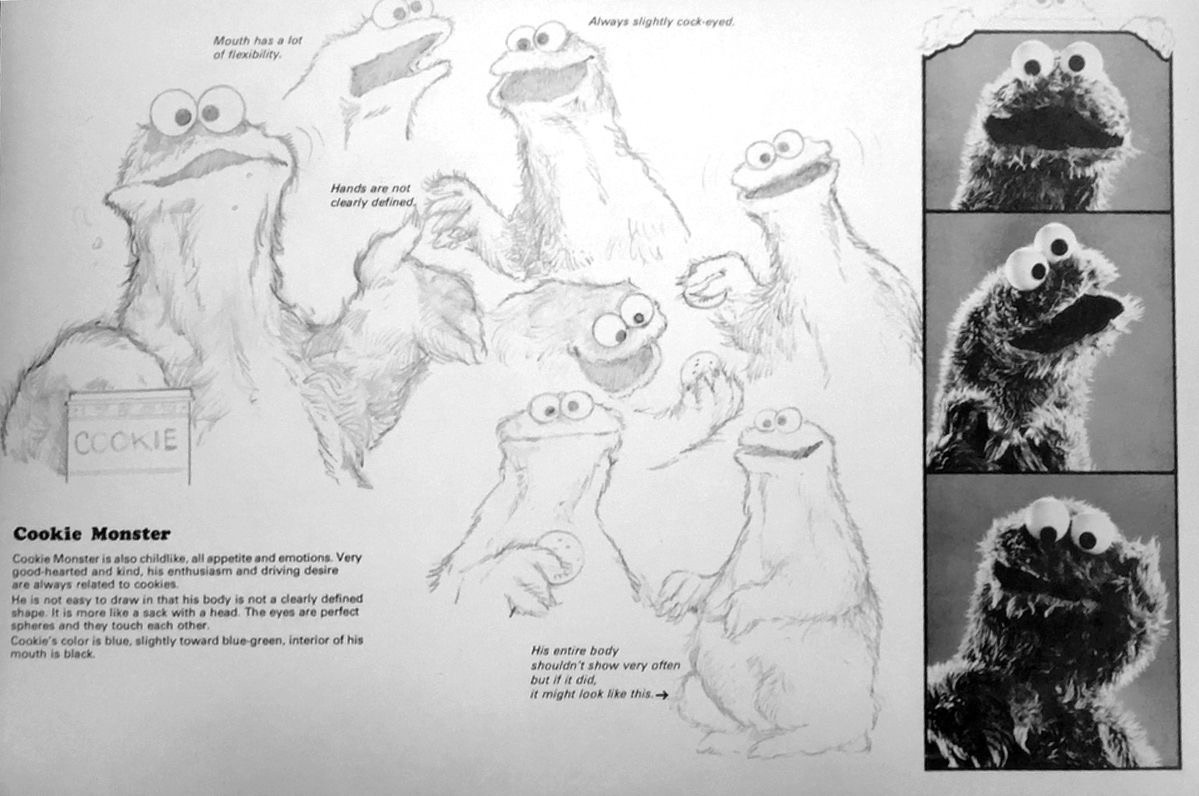 Mouth has a lot
of flexibility.
Always slightly cock-eyed.
Hands are not
clearly defined.
COOKIE
Cookie Monster
Cookie Monster is also childlike, all appetite and emotions. Very
good-hearted and kind, his enthusiasm and driving desire
are always related to cookies.
He is not easy to draw in that his body is not a clearly defined
shape. It is more like a sack with a head. The eyes are perfect
spheres and they touch each other.
Cookie's color is blue, slightly toward blue-green, interior of his
mouth is black.
His entire body
shouldn't show very often
but if it did,
it might look like this.→